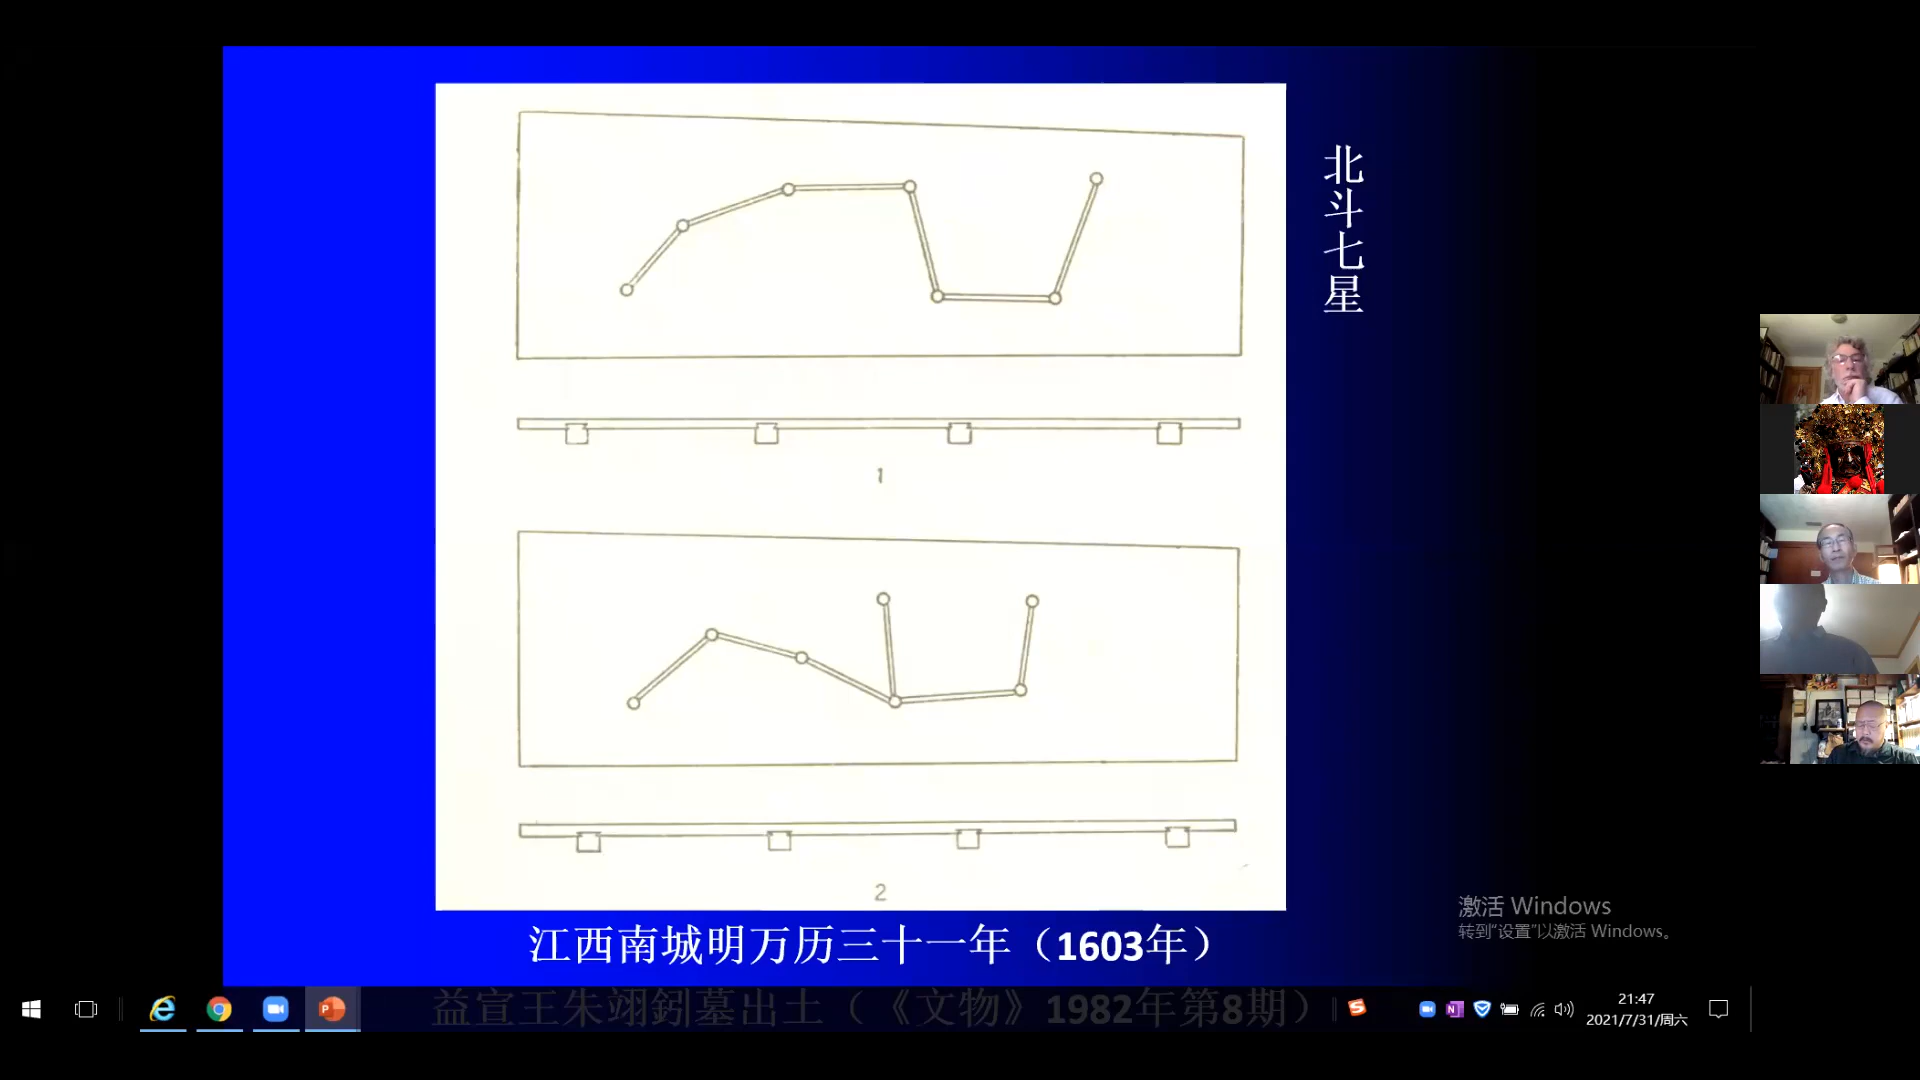 北斗七星
1
2
江西南城明万历三十一年（1603年）
益宣王朱翊鈏墓出土（《文物》1982年第8期）
激活 Windows
转到“设置”以激活 Windows。
21:47
2021/7/31/周六